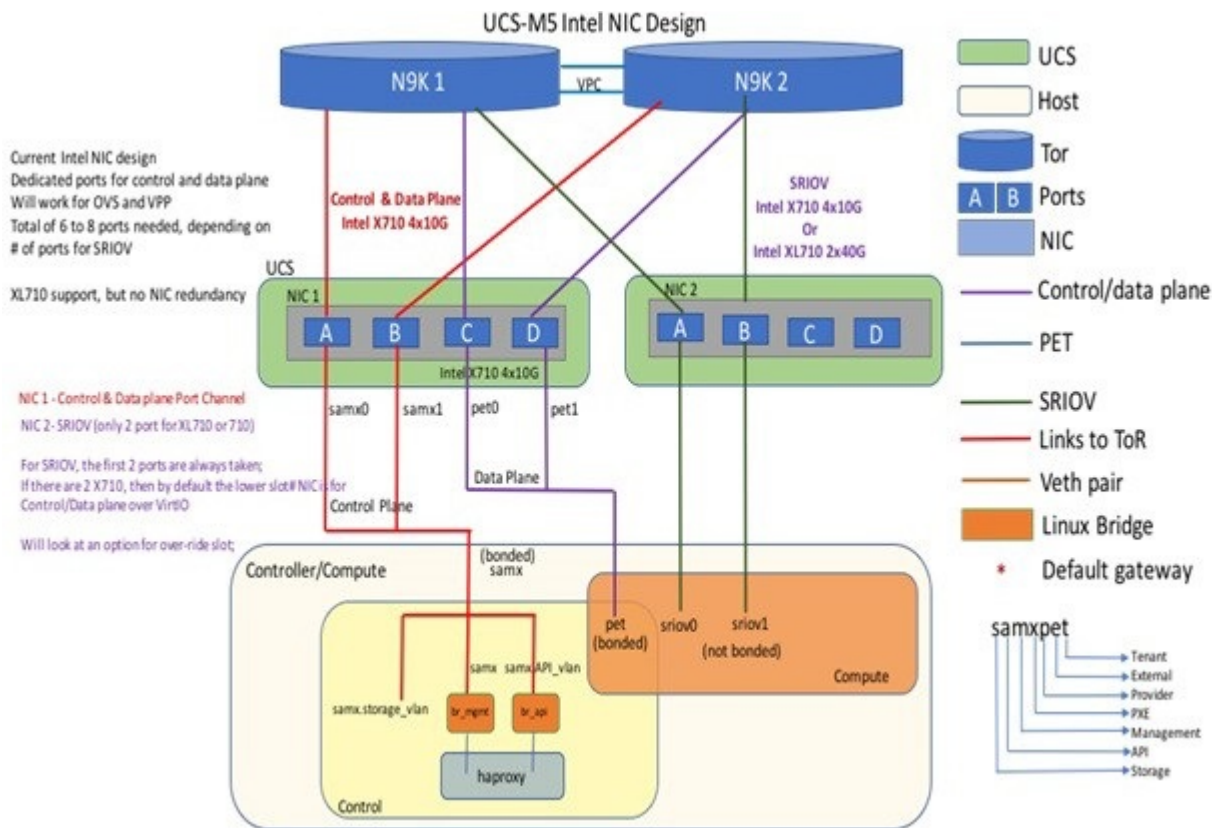 UCS-M5 Intel NIC Design
N9K 1
VPC
N9K 2
Current Intel NIC design
Dedicated ports for control and data plane
Will work for OVS and VPP
Total of 6 to 8 ports needed, depending on
# of ports for SRIOV
XL710 support, but no NIC redundancy
Control & Data Plane
Intel X710 4x10G
SRIOV
Intel X710 4x10G
Or
Intel XL710 2x40G
UCS
NIC 1
A
B
C
D
Intel X710 4x10G
NIC 2
A
B
C
D
NIC 1 - Control & Data plane Port Channel
NIC 2- SRIOV (only 2 port for XL710 or 710)
For SRIOV, the first 2 ports are always taken;
If there are 2 X710, then by default the lower slot# NIC is for
Control/Data plane over VirtIO
Will look at an option for over-ride slot;
samx0
samx1
pet0
pet1
Data Plane
Control Plane
Controller/Compute
(bonded)
samx
pet
(bonded)
sriov0
sriov1
(not bonded)
Compute
samx
samx.API_vlan
samx.storage_vlan
br_mgmt
br_api
haproxy
Control
UCS
Host
Tor
A
B
Ports
NIC
Control/data plane
PET
SRIOV
Links to ToR
Veth pair
Linux Bridge
* Default gateway
samxpet
Tenant
External
Provider
PXE
Management
API
Storage